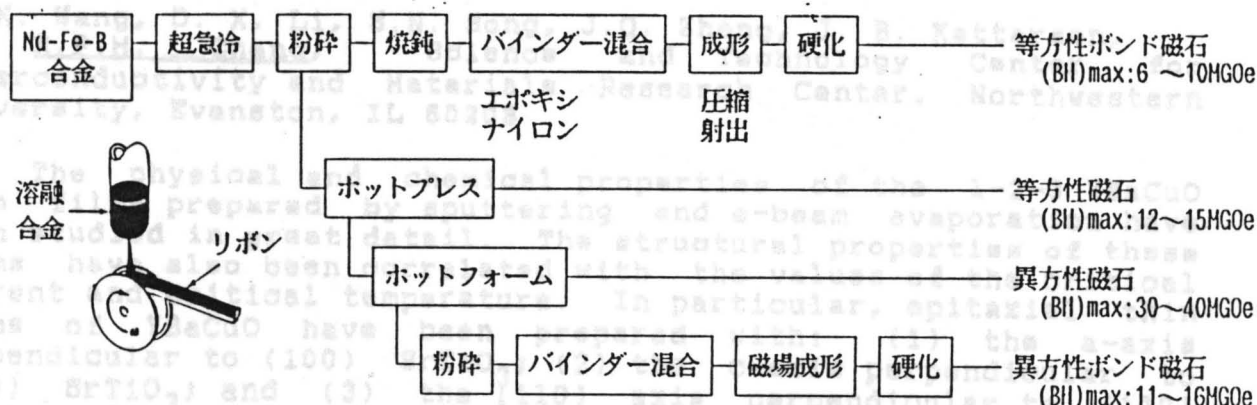 Wang, D. X. Li, Song, J.Q. Zheng, B. Ketterson
Nd-Fe-B
合金
超急冷
粉砕
焼鈍
バインダー混合
成形
硬化
等方性ボンド磁石
(BH)max:6 ～10MGOe
Science and Technology Center for
and Materials Research Center, Northwestern
Evanston, IL
エポキシ
ナイロン
圧縮
射出
The physical and chemical properties of the
ホットプレス
等方性磁石
(BH)max:12～15MGOe
prepared by sputtering and e-beam
溶融
合金
リボン
studied in great detail. The structural properties of these
have also been correlated with the values of the
ホットフォーム
異方性磁石
(BH)max:30～40MGOe
and critical temperature. In particular,
of have been prepared with: (1) the a-axis
to (100) perpendicular
粉砕
バインダー混合
磁場成形
硬化
異方性ボンド磁石
(BH)max:11～16MGOe
and (3) the [110] axis perpendicular